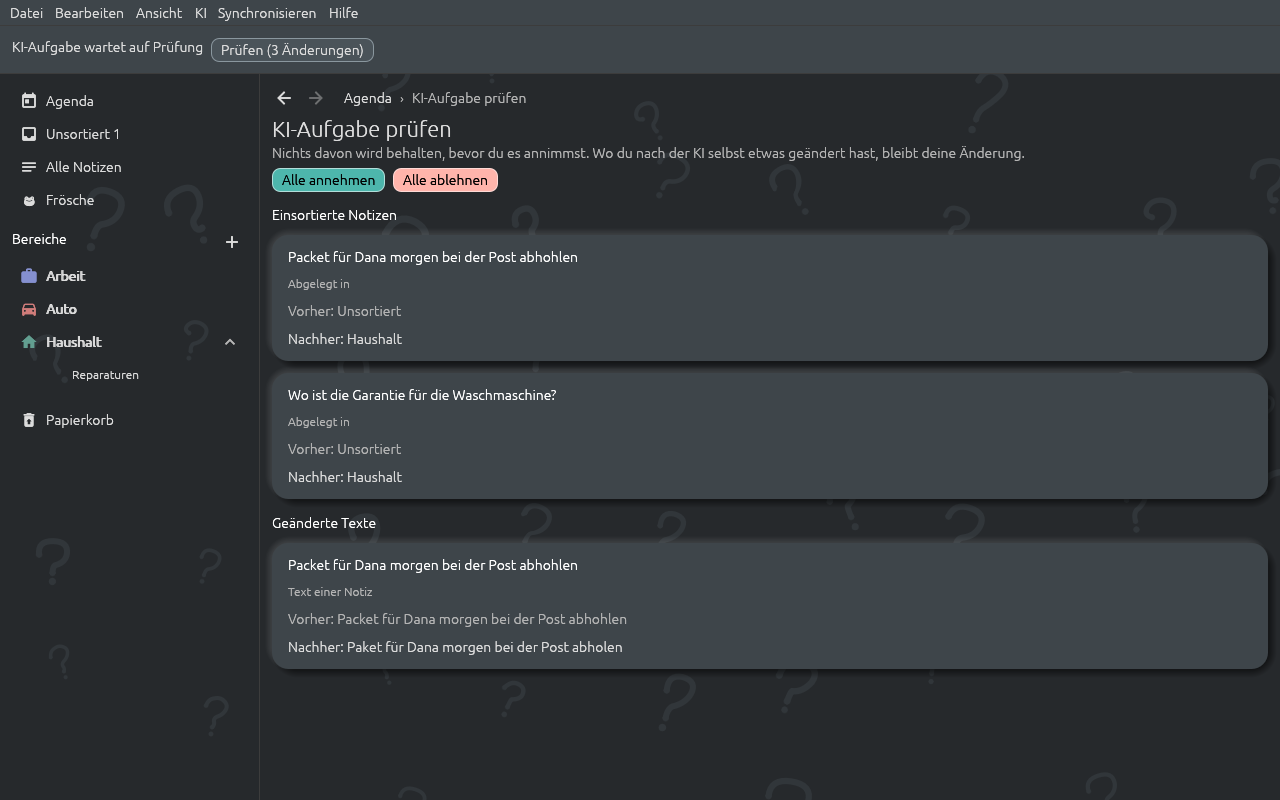 Datei Bearbeiten Ansicht KI Synchronisieren Hilfe
KI-Aufgabe wartet auf Prüfung Prüfen (3 Änderungen)
Agenda
Unsortiert 1
Alle Notizen
Frösche
Bereiche
Arbeit
Auto
Haushalt
Reparaturen
Papierkorb
Agenda › KI-Aufgabe prüfen
KI-Aufgabe prüfen
Nichts davon wird behalten, bevor du es annimmst. Wo du nach der KI selbst etwas geändert hast, bleibt deine Änderung.
Alle annehmen Alle ablehnen
Einsortierte Notizen
Packet für Dana morgen bei der Post abhohlen
Abgelegt in
Vorher: Unsortiert
Nachher: Haushalt
Wo ist die Garantie für die Waschmaschine?
Abgelegt in
Vorher: Unsortiert
Nachher: Haushalt
Geänderte Texte
Packet für Dana morgen bei der Post abhohlen
Text einer Notiz
Vorher: Packet für Dana morgen bei der Post abhohlen
Nachher: Paket für Dana morgen bei der Post abholen